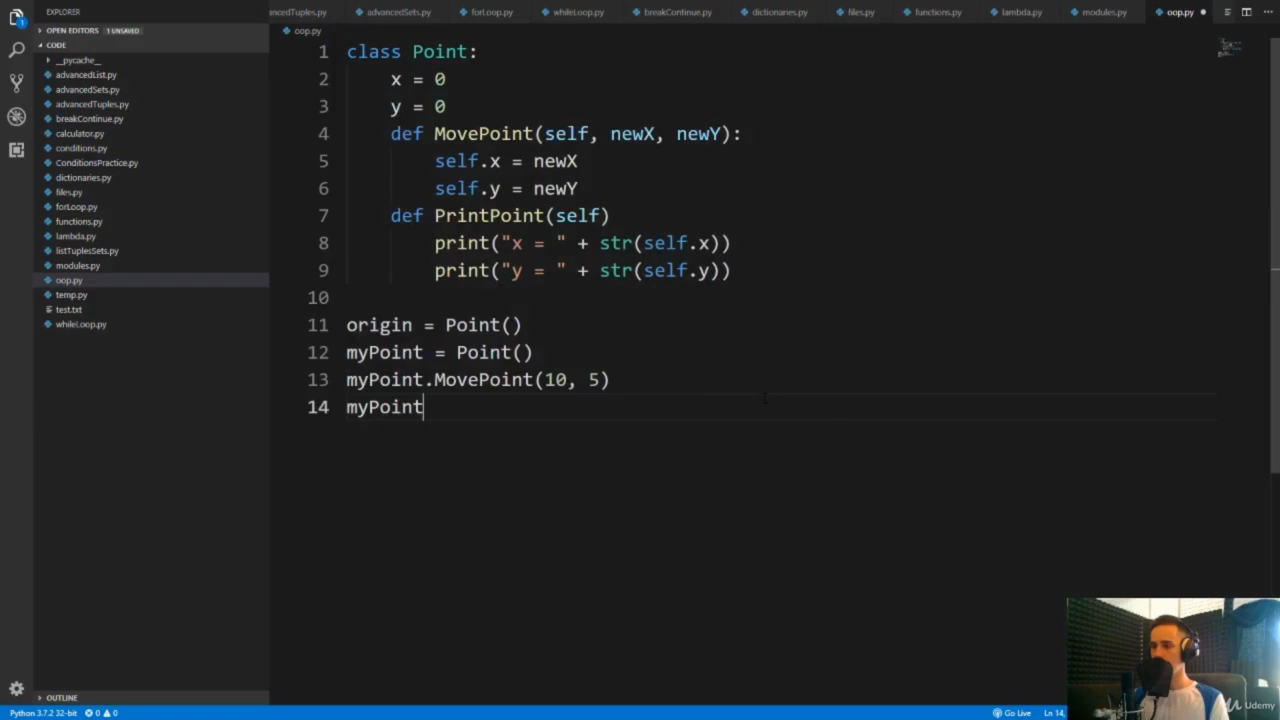 EXPLORER
OPEN EDITORS 1 UNSAVED
CODE
__pycache__
advancedList.py
advancedSets.py
advancedTuples.py
breakContinue.py
calculator.py
conditions.py
ConditionsPractice.py
dictionaries.py
files.py
forLoop.py
functions.py
lambda.py
listTuplesSets.py
modules.py
oop.py
temp.py
test.txt
whileLoop.py
OUTLINE
ancedTuples.py advancedSets.py forLoop.py whileLoop.py breakContinue.py dictionaries.py files.py functions.py lambda.py modules.py oop.py
oop.py
1 class Point:
2 x = 0
3 y = 0
4 def MovePoint(self, newX, newY):
5 self.x = newX
6 self.y = newY
7 def PrintPoint(self)
8 print("x = " + str(self.x))
9 print("y = " + str(self.y))
10
11 origin = Point()
12 myPoint = Point()
13 myPoint.MovePoint(10, 5)
14 myPoint
Python 3.7.2 32-bit 0 0 Go Live Ln 14,
Udemy
1